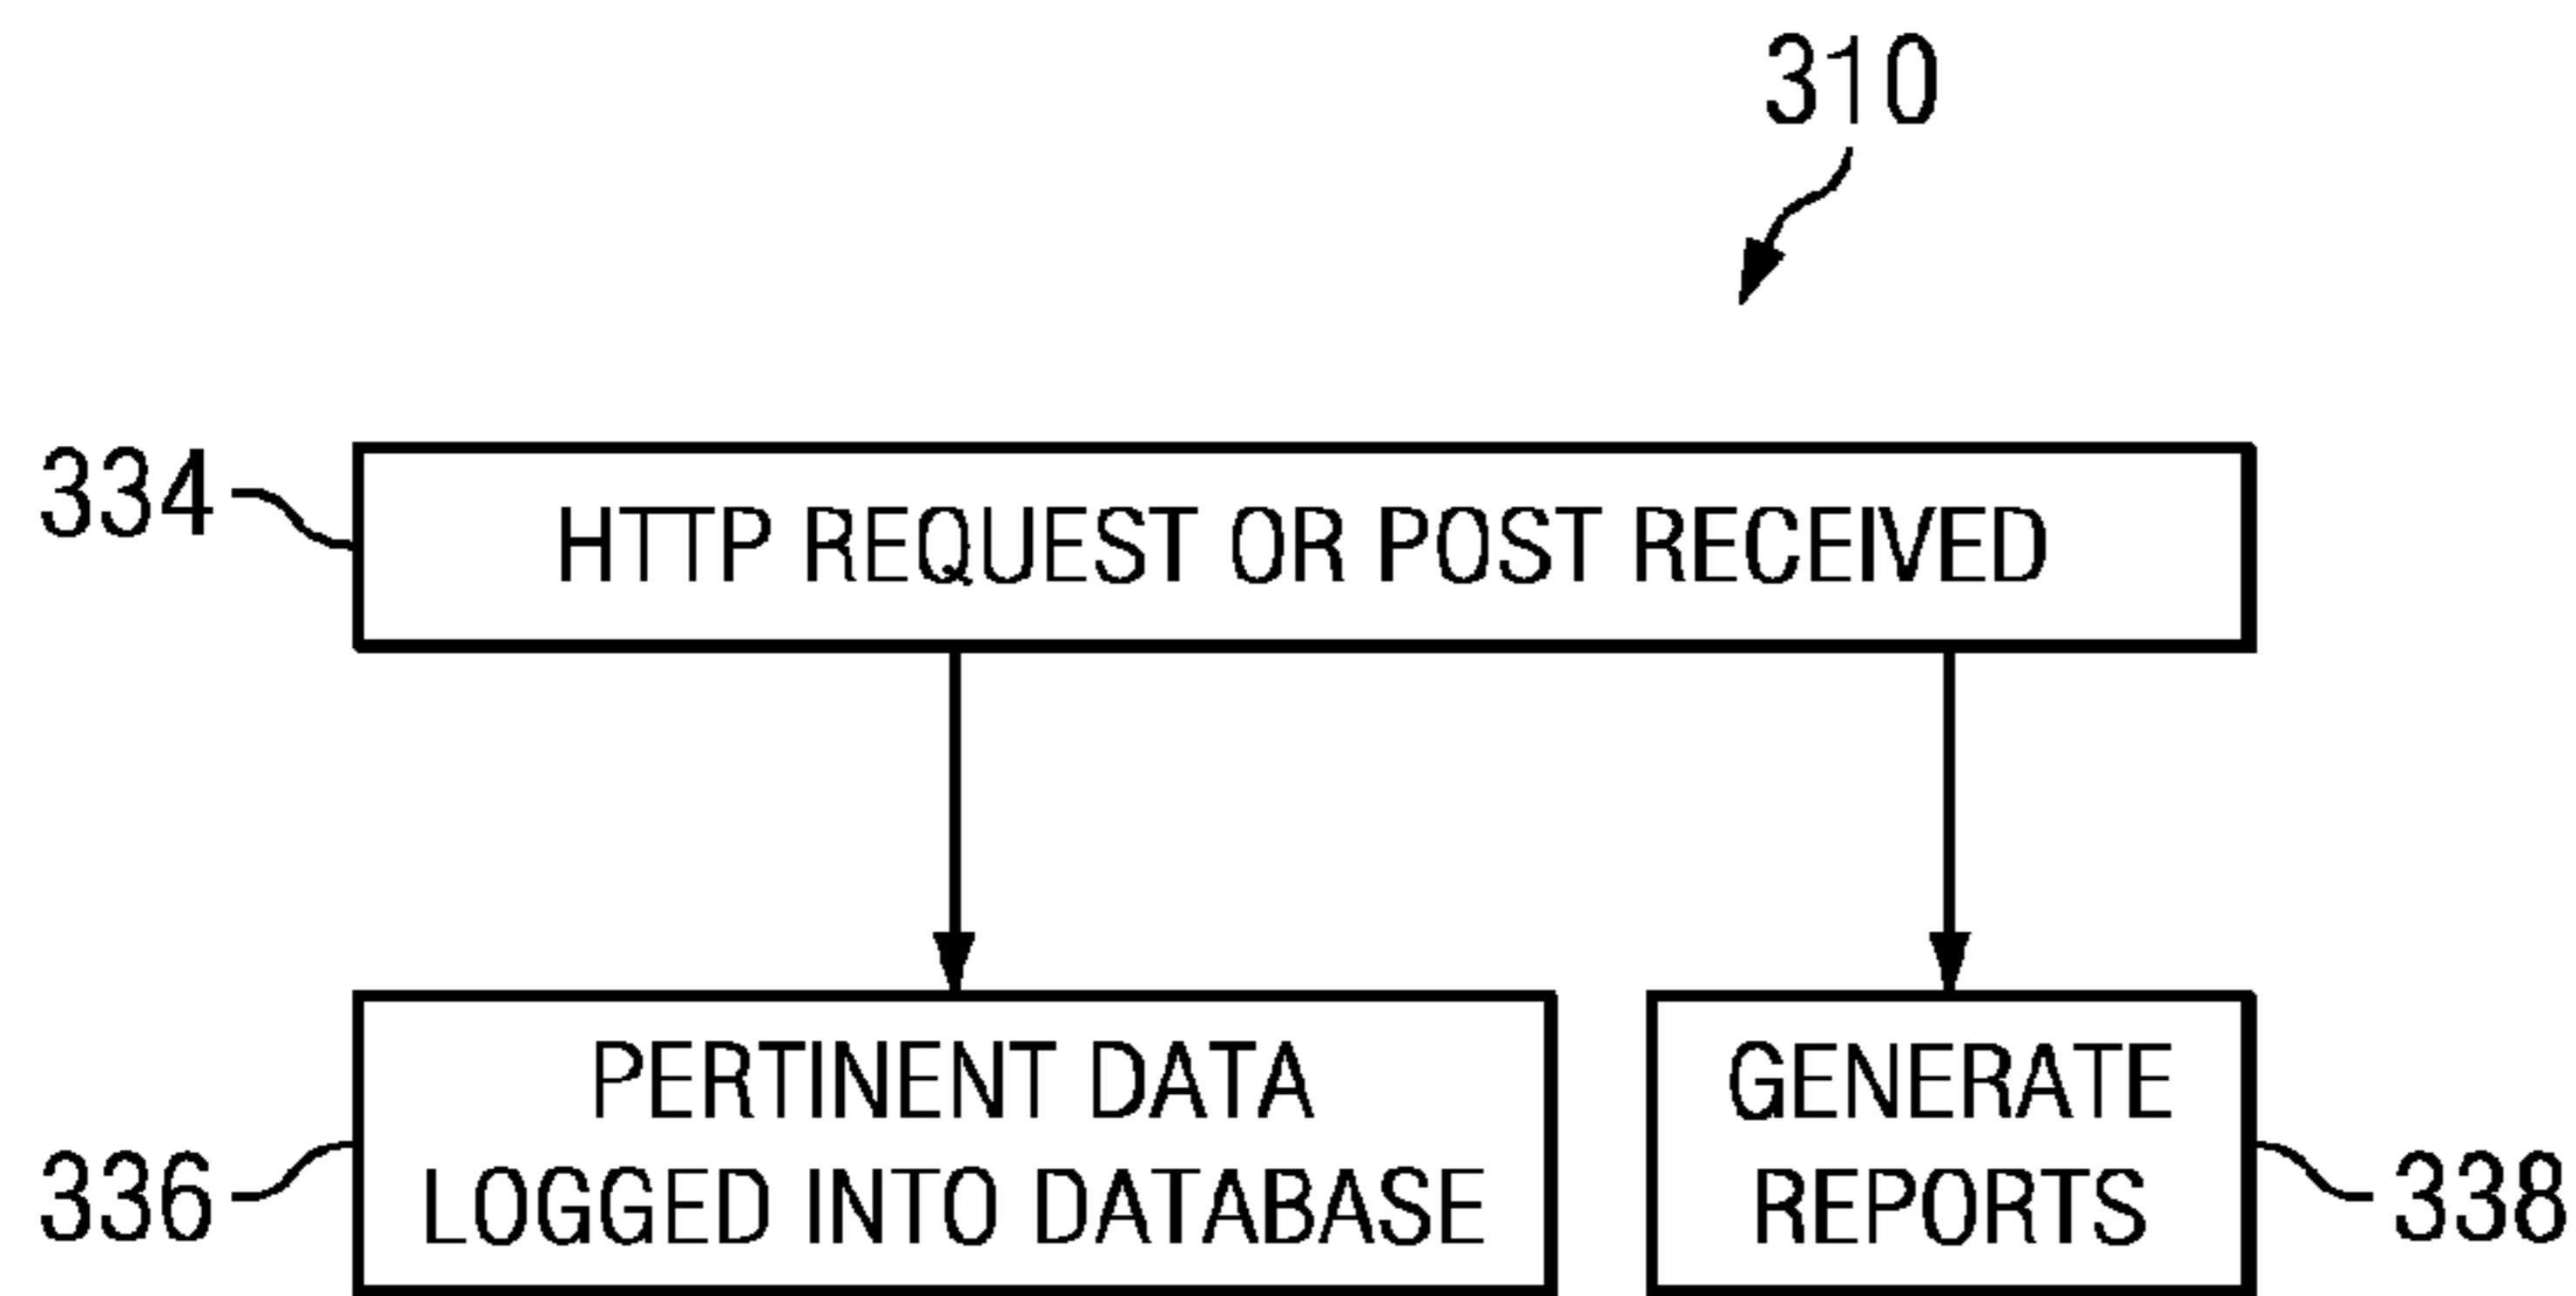 310
334
HTTP REQUEST OR POST RECEIVED
336
PERTINENT DATA
LOGGED INTO DATABASE
GENERATE
REPORTS
338